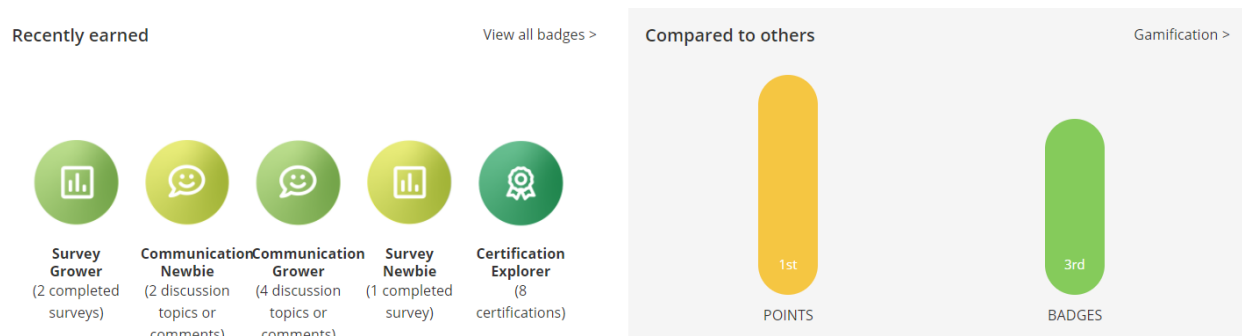 Recently earned
View all badges >
Survey
Grower
(2 completed
surveys)
Communication
Newbie
(2 discussion
topics or
comments)
Communication
Grower
(4 discussion
topics or
comments)
Survey
Newbie
(1 completed
survey)
Certification
Explorer
(8
certifications)
Compared to others
Gamification >
1st
POINTS
3rd
BADGES